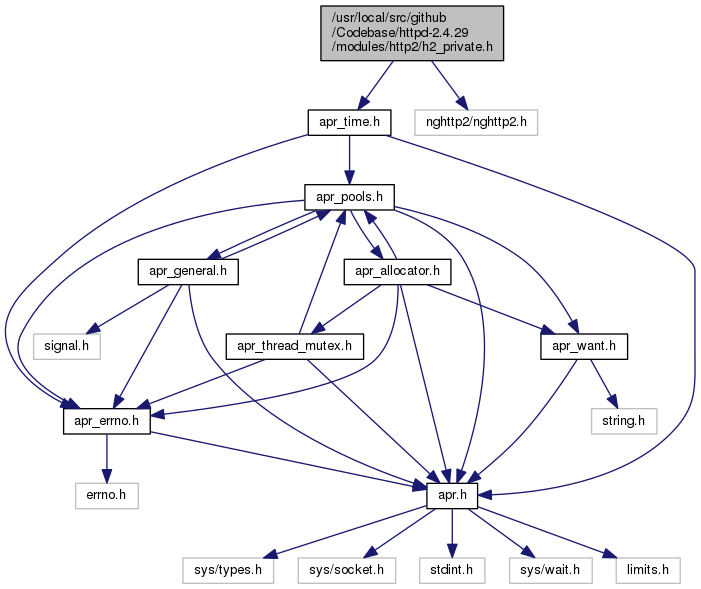 /usr/local/src/github
/Codebase/httpd-2.4.29
/modules/http2/h2_private.h
apr_time.h
nghttp2/nghttp2.h
apr_pools.h
apr_general.h
apr_allocator.h
signal.h
apr_thread_mutex.h
apr_want.h
apr_errno.h
string.h
errno.h
apr.h
sys/types.h
sys/socket.h
stdint.h
sys/wait.h
limits.h